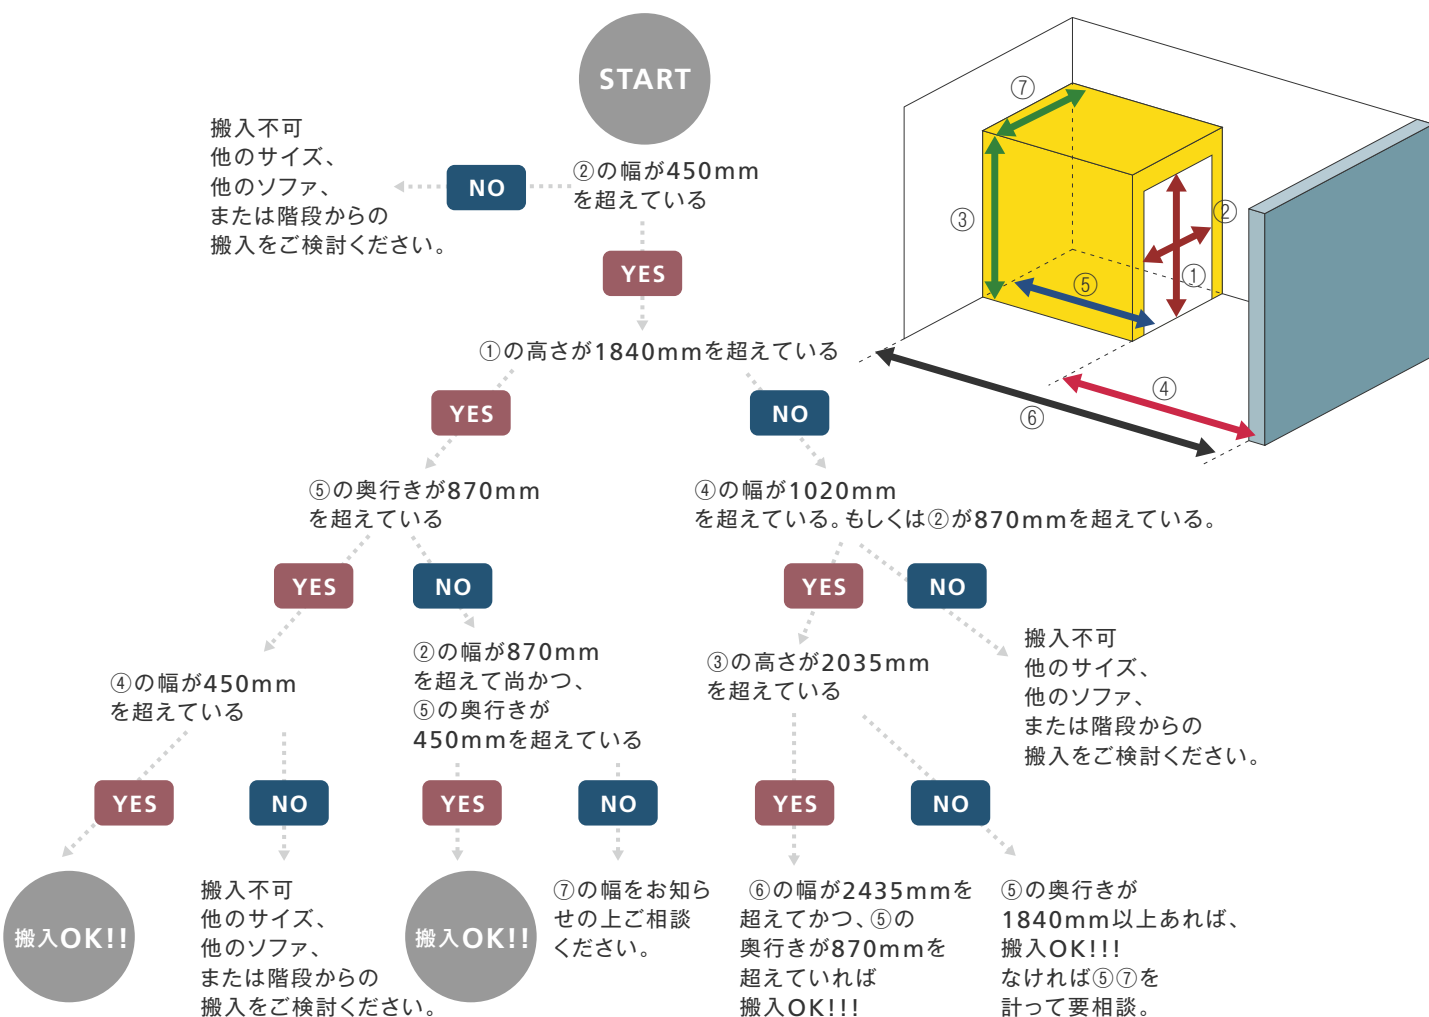 START
②の幅が450mm
を超えている
NO
搬入不可
他のサイズ、
他のソファ、
または階段からの
搬入をご検討ください。
YES
①の高さが1840mmを超えている
YES
NO
⑤の奥行きが870mm
を超えている
④の幅が1020mm
を超えている。もしくは②が870mmを超えている。
YES
NO
YES
NO
④の幅が450mm
を超えている
②の幅が870mm
を超えて尚かつ、
⑤の奥行きが
450mmを超えている
③の高さが2035mm
を超えている
搬入不可
他のサイズ、
他のソファ、
または階段からの
搬入をご検討ください。
YES
NO
YES
NO
YES
NO
搬入OK!!
搬入不可
他のサイズ、
他のソファ、
または階段からの
搬入をご検討ください。
搬入OK!!
⑦の幅をお知ら
せの上ご相談
ください。
⑥の幅が2435mmを
超えてかつ、⑤の
奥行きが870mmを
超えていれば
搬入OK!!!
⑤の奥行きが
1840mm以上あれば、
搬入OK!!!
なければ⑤⑦を
計って要相談。
⑦
③
②
①
⑤
④
⑥